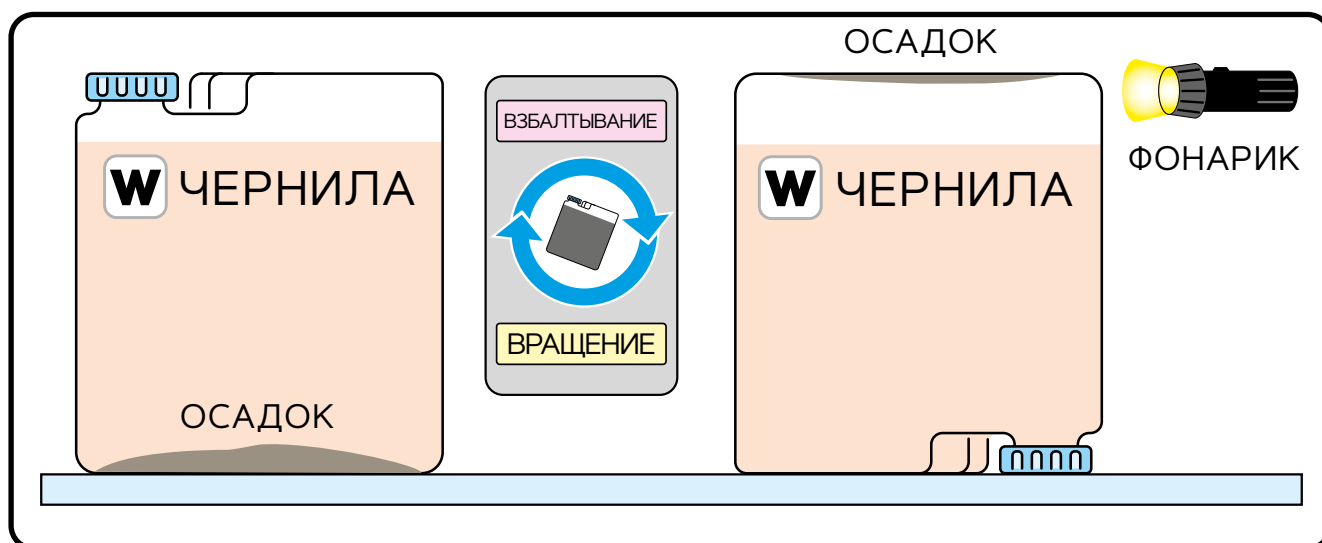 W ЧЕРНИЛА
ОСАДОК
ВЗБАЛТЫВАНИЕ
ВРАЩЕНИЕ
ОСАДОК
W ЧЕРНИЛА
ФОНАРИК